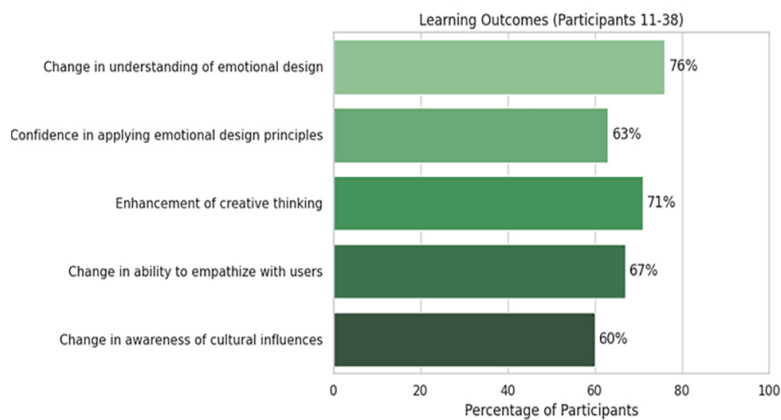 Learning Outcomes (Participants 11-38)
Change in understanding of emotional design
76%
Confidence in applying emotional design principles
63%
Enhancement of creative thinking
71%
Change in ability to empathize with users
67%
Change in awareness of cultural influences
60%
0 20 40 60 80 100
Percentage of Participants